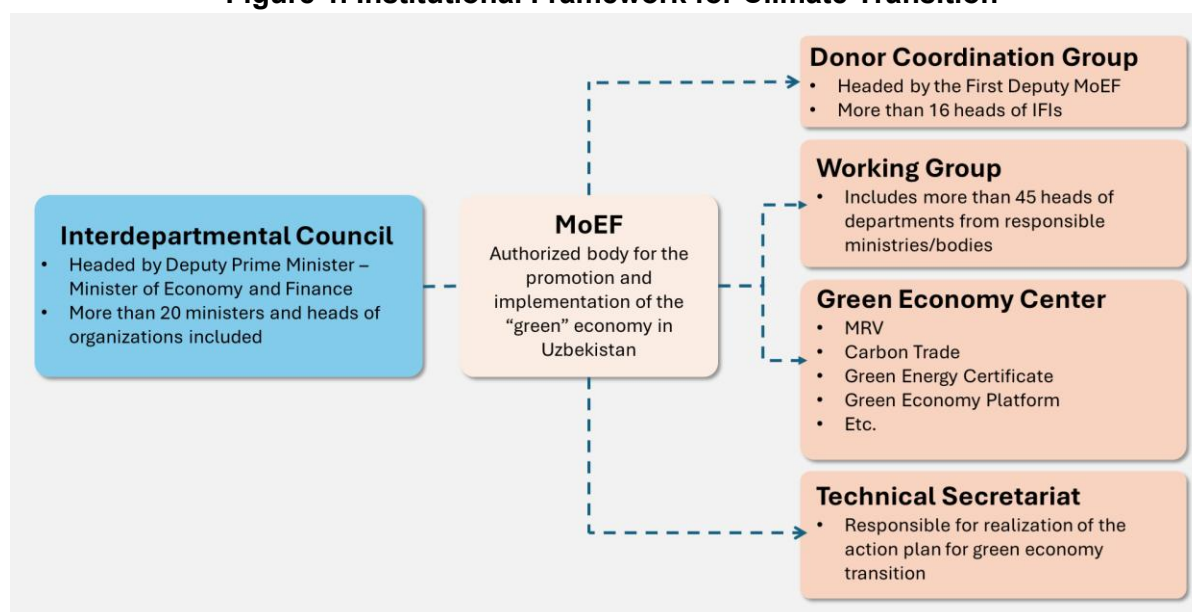 Interdepartmental Council
• Headed by Deputy Prime Minister –
Minister of Economy and Finance
• More than 20 ministers and heads of
organizations included
MoEF
Authorized body for the
promotion and
implementation of the
“green” economy in
Uzbekistan
Donor Coordination Group
• Headed by the First Deputy MoEF
• More than 16 heads of IFIs
Working Group
• Includes more than 45 heads of
departments from responsible
ministries/bodies
Green Economy Center
• MRV
• Carbon Trade
• Green Energy Certificate
• Green Economy Platform
• Etc.
Technical Secretariat
• Responsible for realization of the
action plan for green economy
transition